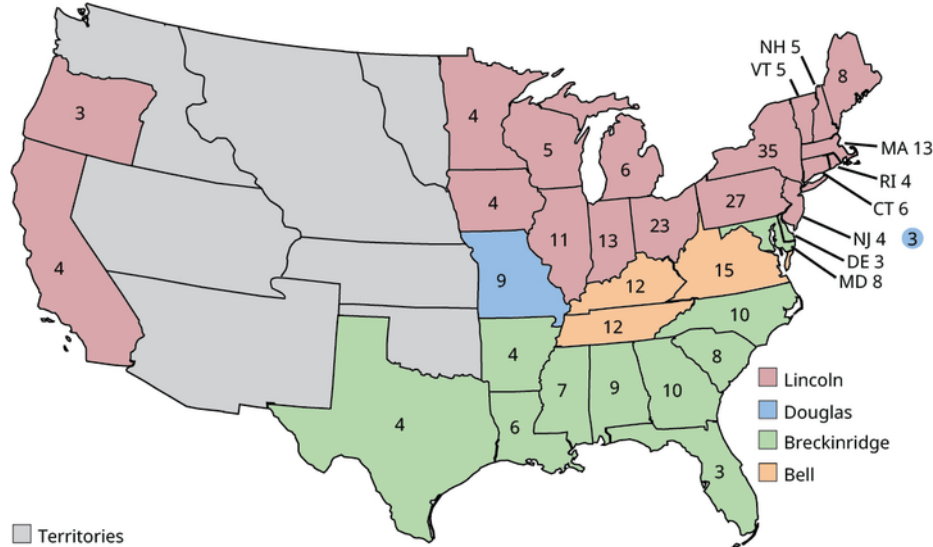 NH 5
VT 5
8
3
4
5
6
35
MA 13
RI 4
CT 6
27
4
11
13
23
NJ 4 3
DE 3
MD 8
4
9
12
15
12
10
4
7
9
10
8
6
4
3
Lincoln
Douglas
Breckinridge
Bell
Territories